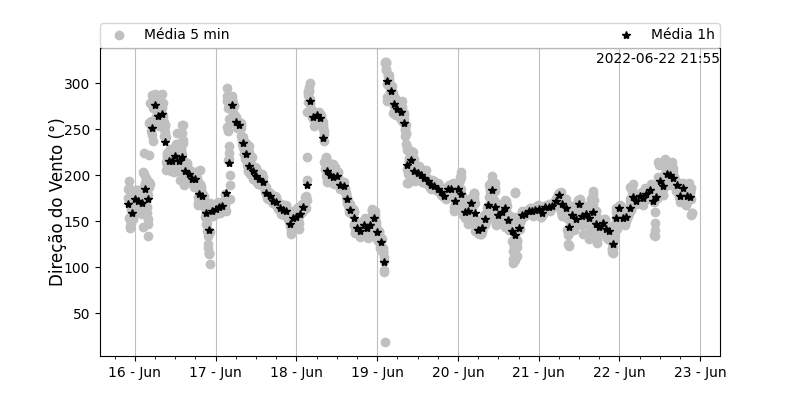 Média 5 min
Média 1h
2022-06-22 21:55
Direção do Vento (°)
300
250
200
150
100
50
16 - Jun
17 - Jun
18 - Jun
19 - Jun
20 - Jun
21 - Jun
22 - Jun
23 - Jun